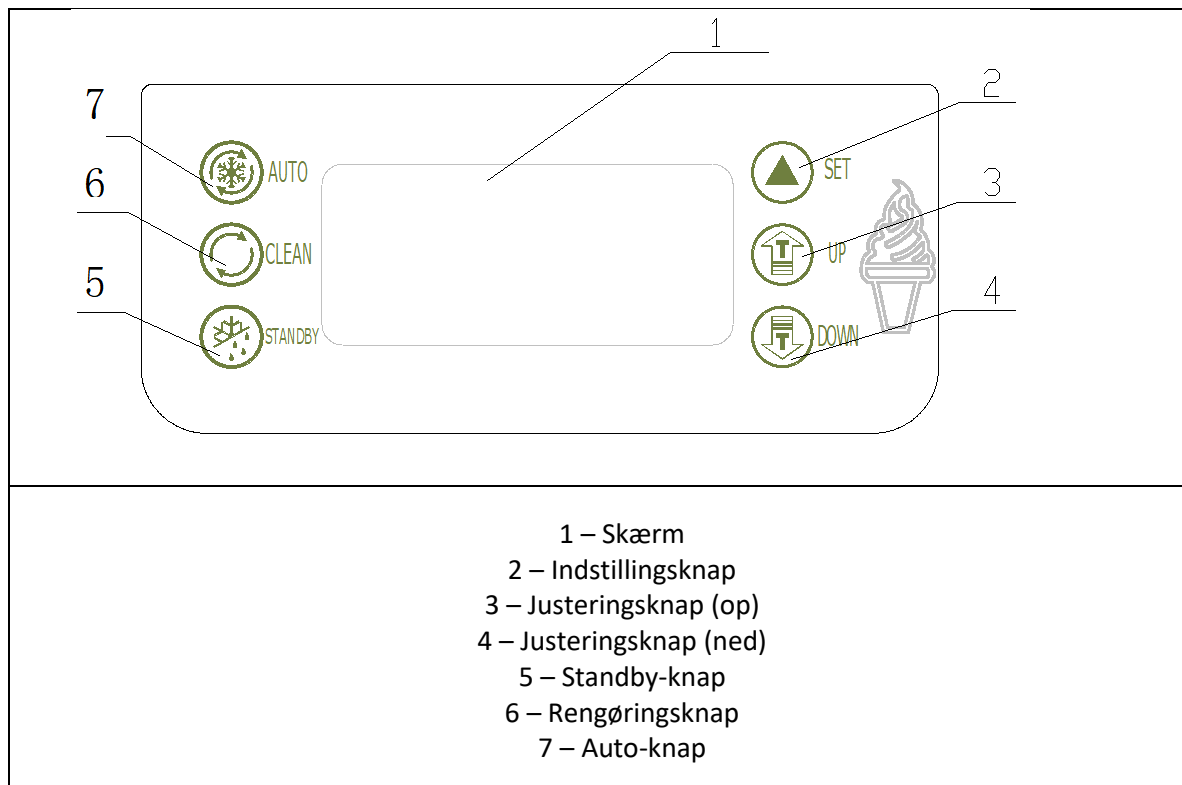 1
2
7
AUTO
SET
6
3
CLEAN
T
UP
5
4
STANDBY
T
DOWN
1 – Skærm
2 – Indstillingsknap
3 – Justeringsknap (op)
4 – Justeringsknap (ned)
5 – Standby-knap
6 – Rengøringsknap
7 – Auto-knap